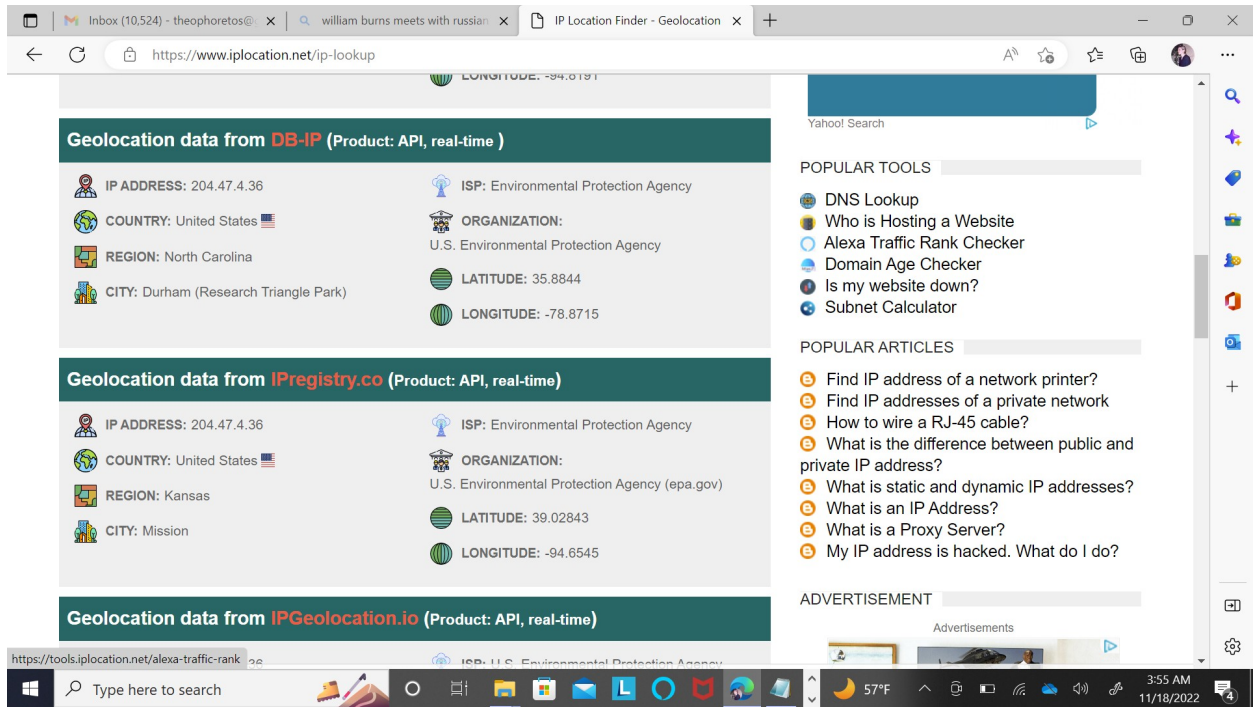 Inbox (10,524) - theophoretos@
william burns meets with russian
IP Location Finder - Geolocation
https://www.iplocation.net/ip-lookup
LONGITUDE: -94.8191
Geolocation data from DB-IP (Product: API, real-time )
IP ADDRESS: 204.47.4.36
COUNTRY: United States
REGION: North Carolina
CITY: Durham (Research Triangle Park)
ISP: Environmental Protection Agency
ORGANIZATION:
U.S. Environmental Protection Agency
LATITUDE: 35.8844
LONGITUDE: -78.8715
Geolocation data from IPregistry.co (Product: API, real-time)
IP ADDRESS: 204.47.4.36
COUNTRY: United States
REGION: Kansas
CITY: Mission
ISP: Environmental Protection Agency
ORGANIZATION:
U.S. Environmental Protection Agency (epa.gov)
LATITUDE: 39.02843
LONGITUDE: -94.6545
Geolocation data from IPGeolocation.io (Product: API, real-time)
36
ISP: U.S. Environmental Protection Agency
Yahoo! Search
POPULAR TOOLS
DNS Lookup
Who is Hosting a Website
Alexa Traffic Rank Checker
Domain Age Checker
Is my website down?
Subnet Calculator
POPULAR ARTICLES
Find IP address of a network printer?
Find IP addresses of a private network
How to wire a RJ-45 cable?
What is the difference between public and
private IP address?
What is static and dynamic IP addresses?
What is an IP Address?
What is a Proxy Server?
My IP address is hacked. What do I do?
ADVERTISEMENT
Advertisements
https://tools.iplocation.net/alexa-traffic-rank
Type here to search
L
57°F
3:55 AM
11/18/2022
4